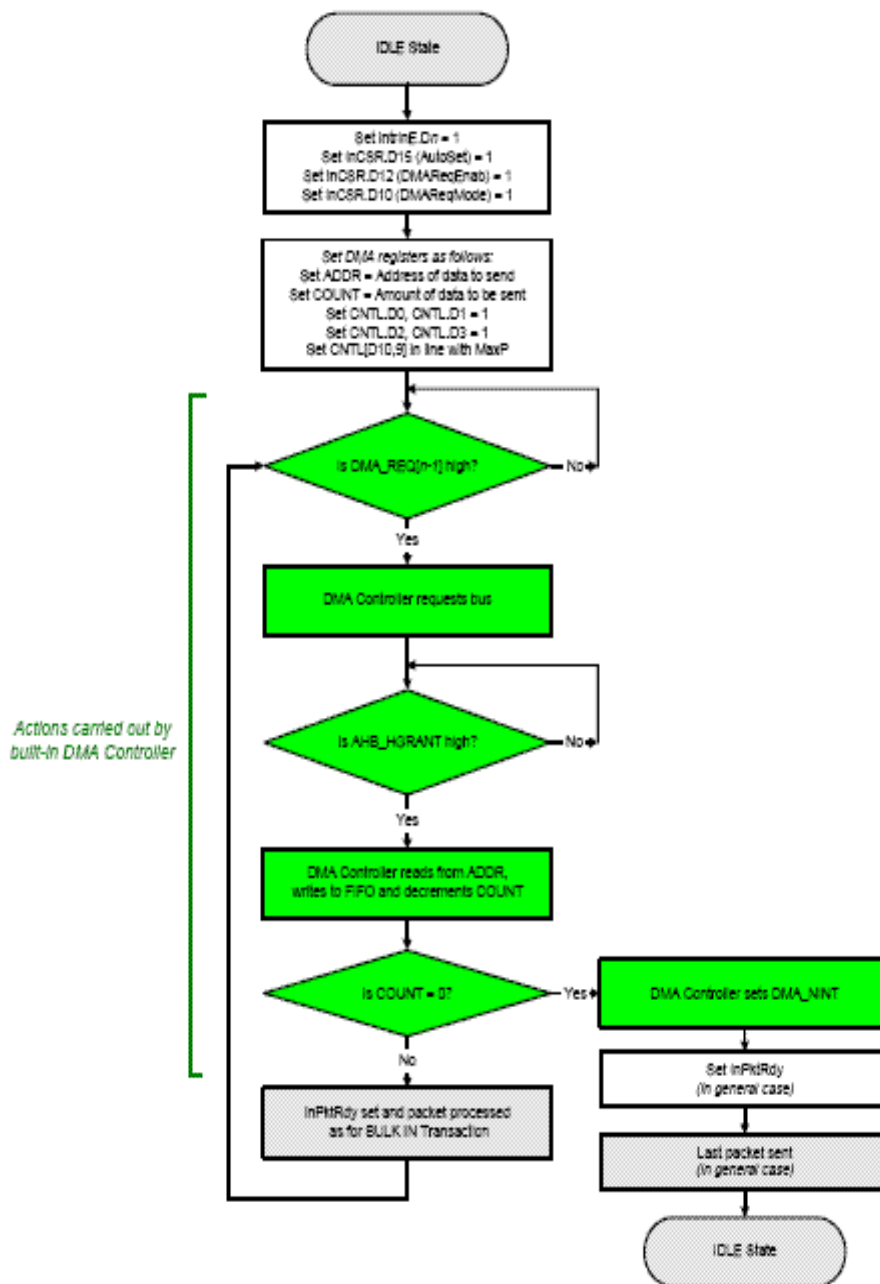 IDLE State
Set IntrInE.Dn = 1
Set InCSR.D15 (AutoSet) = 1
Set InCSR.D12 (DMAReqEnab) = 1
Set InCSR.D10 (DMAReqMode) = 1
Set DMA registers as follows:
Set ADDR = Address of data to send
Set COUNT = Amount of data to be sent
Set CNTL.D0, CNTL.D1 = 1
Set CNTL.D2, CNTL.D3 = 1
Set CNTL[D10,9] in line with MaxP
Is DMA_REQ[n-1] high?
No
Yes
DMA Controller requests bus
Actions carried out by
built-in DMA Controller
Is AHB_HGRANT high?
No
Yes
DMA Controller reads from ADDR,
writes to FIFO and decrements COUNT
Is COUNT = 0?
Yes
DMA Controller sets DMA_NINT
No
Set InPktRdy
(in general case)
InPktRdy set and packet processed
as for BULK IN Transaction
Last packet sent
(in general case)
IDLE State